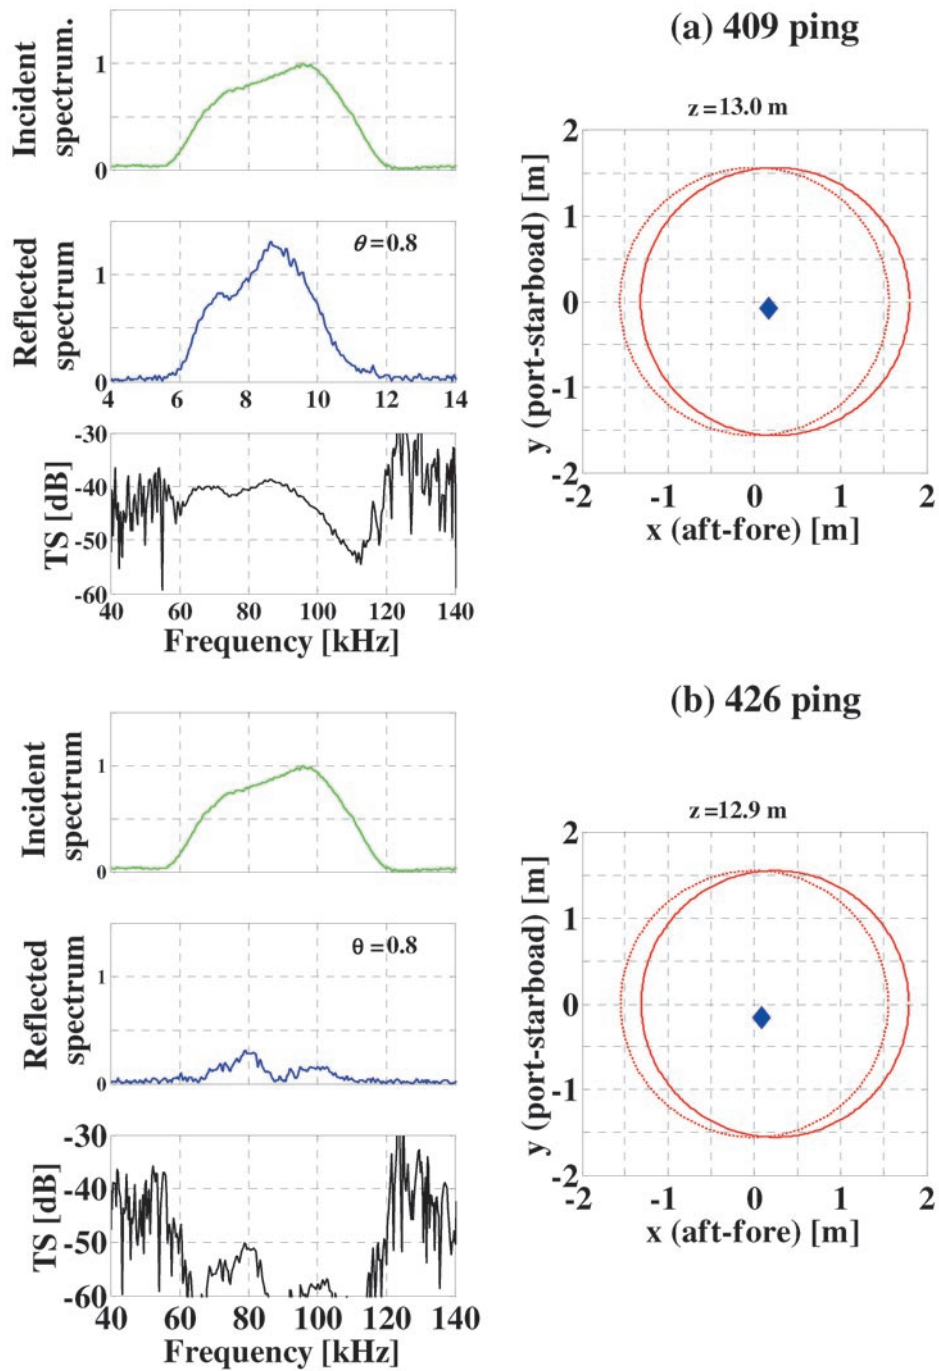 (a) 409 ping
Incident
spectrum.
1
0
Reflected
spectrum
θ=0.8
1
0
4 6 8 10 12 14
TS [dB]
-30
-40
-50
-60
40 60 80 100 120 140
Frequency [kHz]
z=13.0 m
y (port-starboad) [m]
2
1
0
-1
-2
-2 -1 0 1 2
x (aft-fore) [m]
(b) 426 ping
Incident
spectrum
1
0
Reflected
spectrum
θ=0.8
1
0
TS [dB]
-30
-40
-50
-60
40 60 80 100 120 140
Frequency [kHz]
z=12.9 m
y (port-starboad) [m]
2
1
0
-1
-2
-2 -1 0 1 2
x (aft-fore) [m]